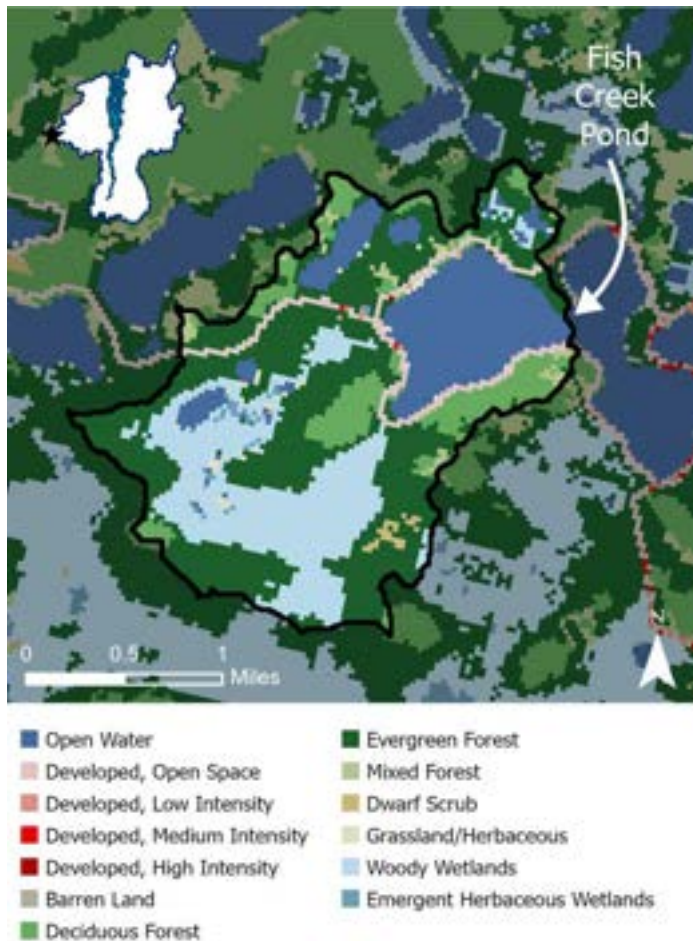 Fish
Creek
Pond
N
0 0.5 1
Miles
Open Water
Developed, Open Space
Developed, Low Intensity
Developed, Medium Intensity
Developed, High Intensity
Barren Land
Deciduous Forest
Evergreen Forest
Mixed Forest
Dwarf Scrub
Grassland/Herbaceous
Woody Wetlands
Emergent Herbaceous Wetlands